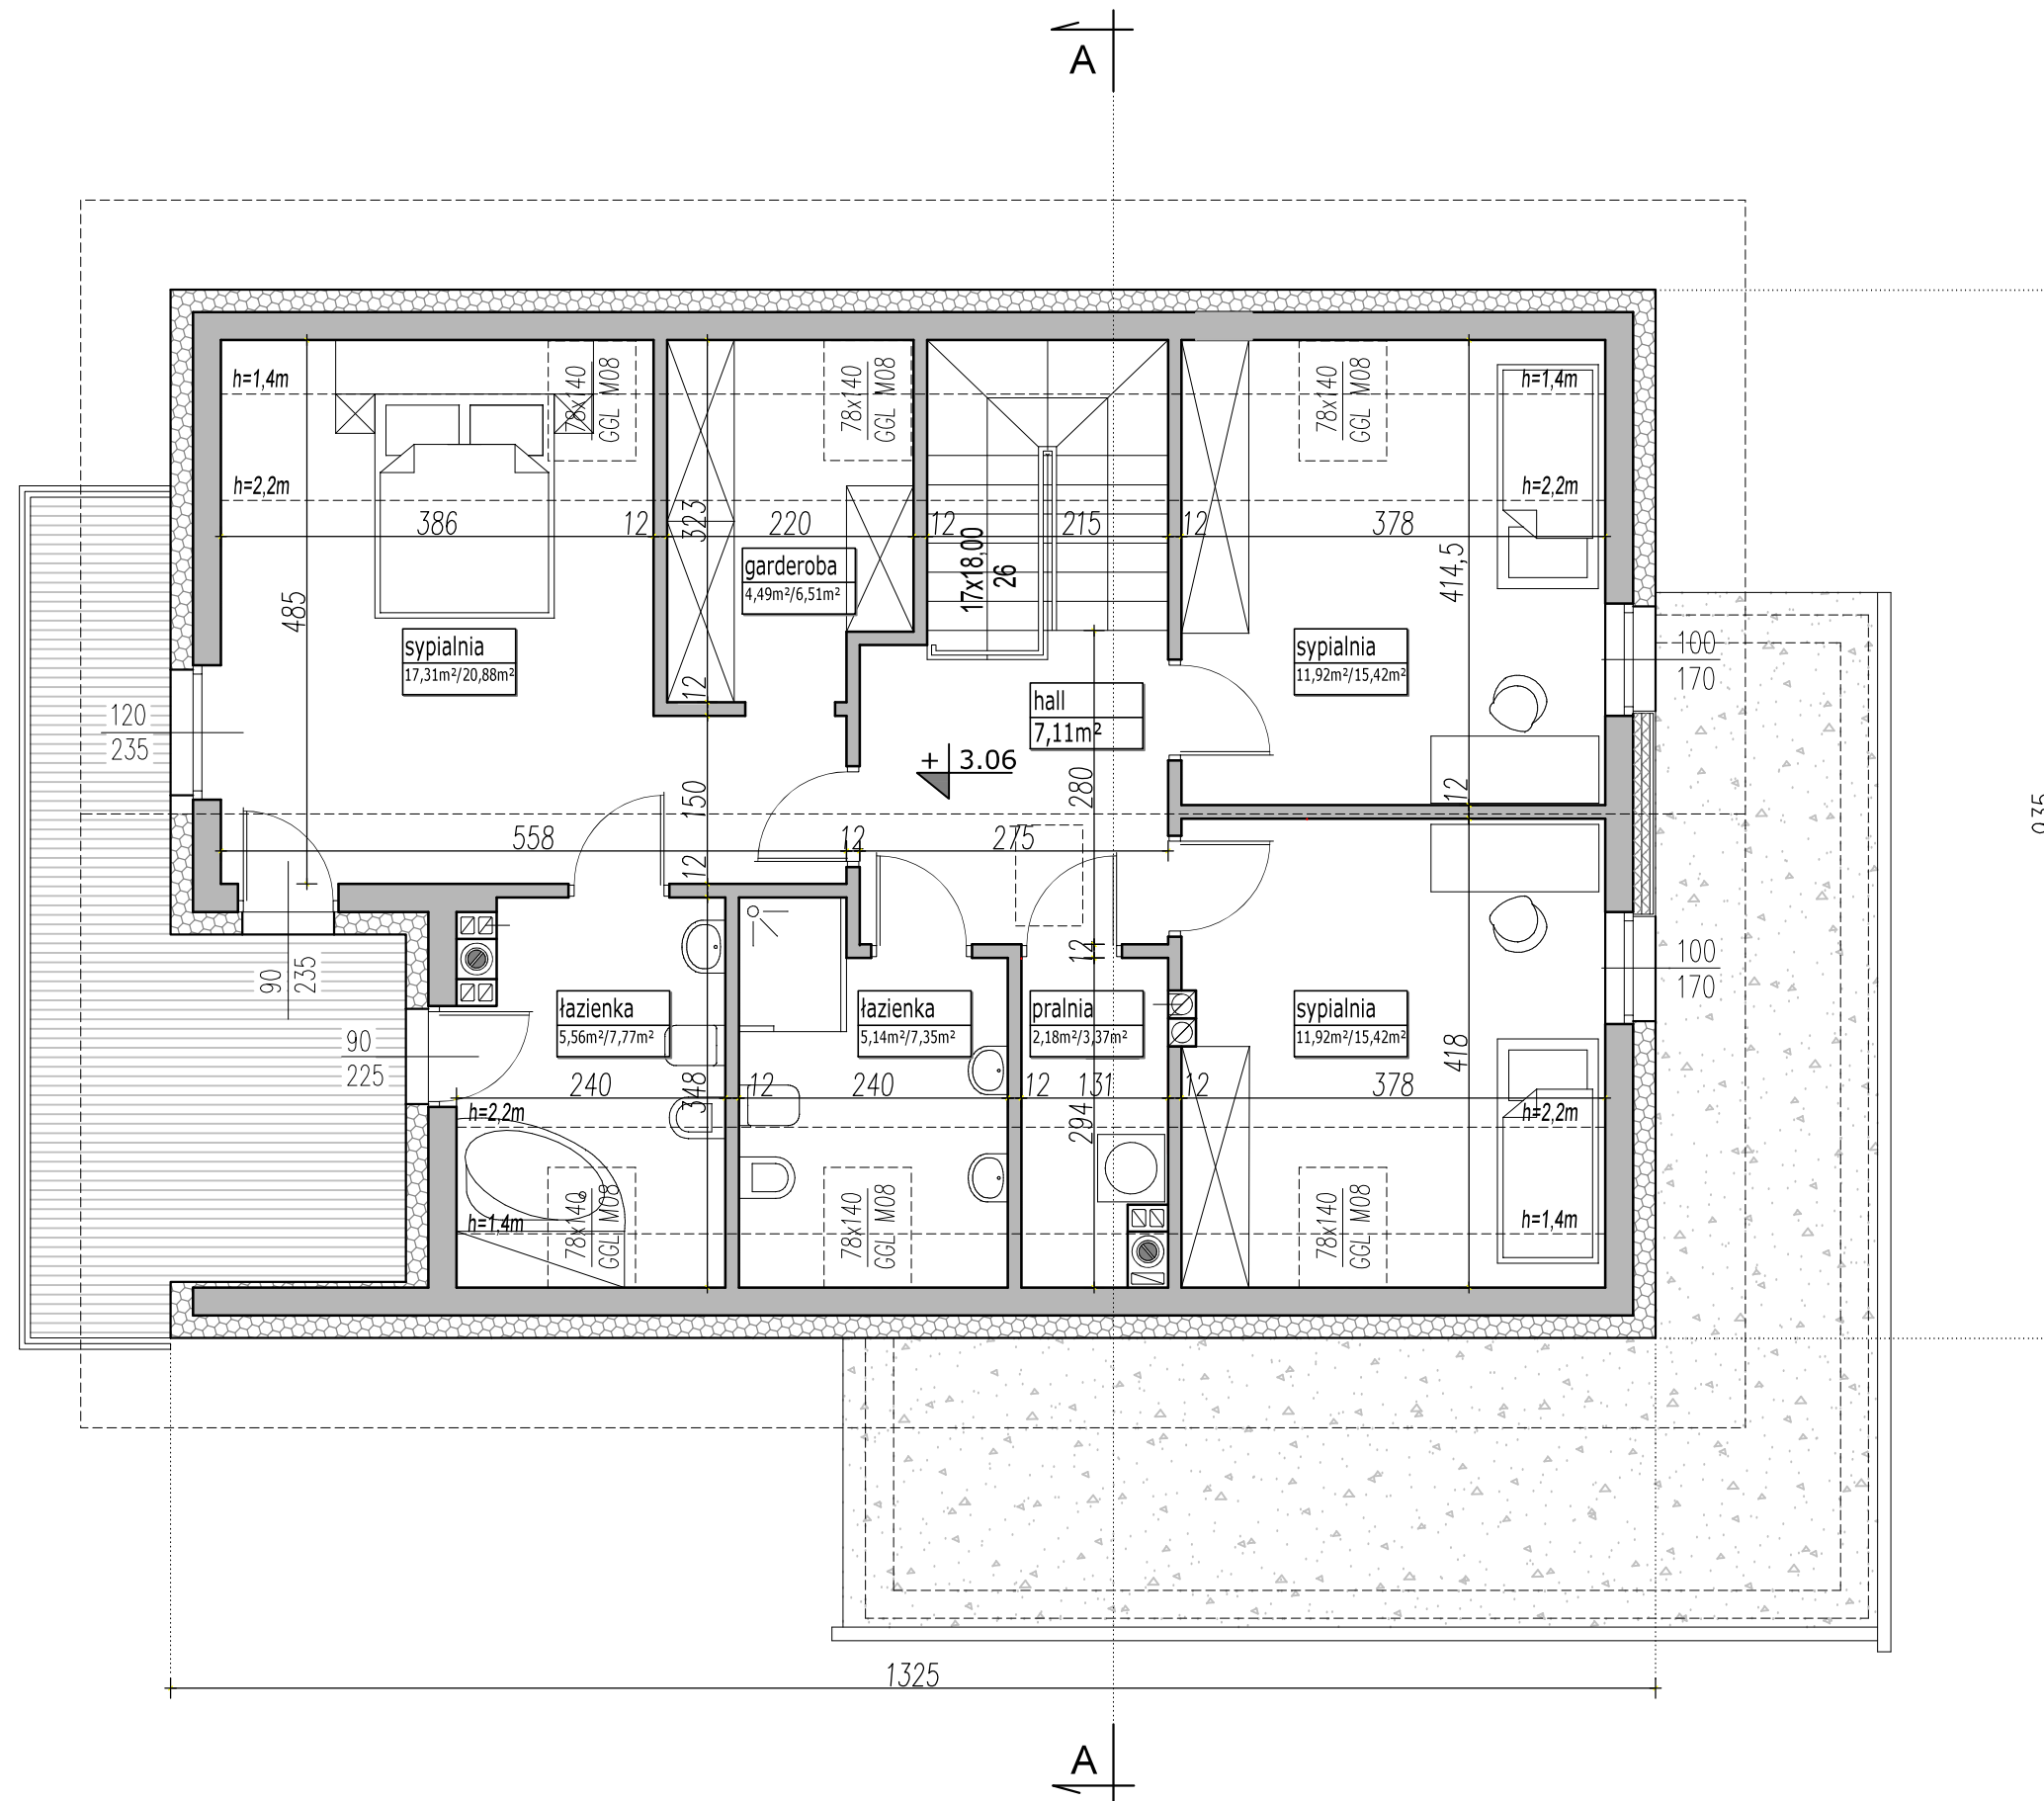 A
h=1,4m
78x140
GGL M08
78x140
GGL M08
78x140
GGL M08
h=1,4m
h=2,2m
h=2,2m
386
12
323
220
12
215
12
378
17x18,00
26
414,5
garderoba
4,49m²/6,51m²
485
sypialnia
17,31m²/20,88m²
sypialnia
11,92m²/15,42m²
100
170
hall
7,11m²
12
120
235
+ 3.06
280
150
12
558
12
275
12
12
90
235
100
170
łazienka
5,56m²/7,77m²
łazienka
5,14m²/7,35m²
pralnia
2,18m²/3,37m²
sypialnia
11,92m²/15,42m²
90
225
418
240
348
12
240
12
131
12
378
294
h=2,2m
h=2,2m
h=1,4m
78x140
GGL M08
78x140
GGL M08
78x140
GGL M08
h=1,4m
935
1325
A